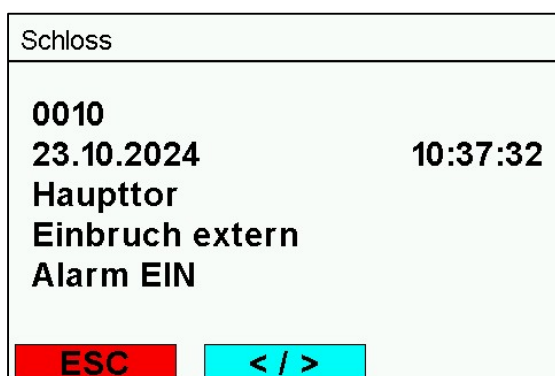 Schloss
0010
23.10.2024 10:37:32
Haupttor
Einbruch extern
Alarm EIN
ESC </>